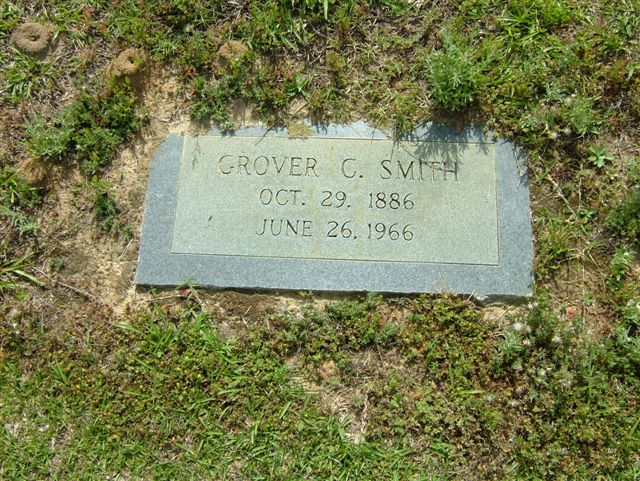 GROVER C. SMITH
OCT. 29, 1886
JUNE 26, 1966